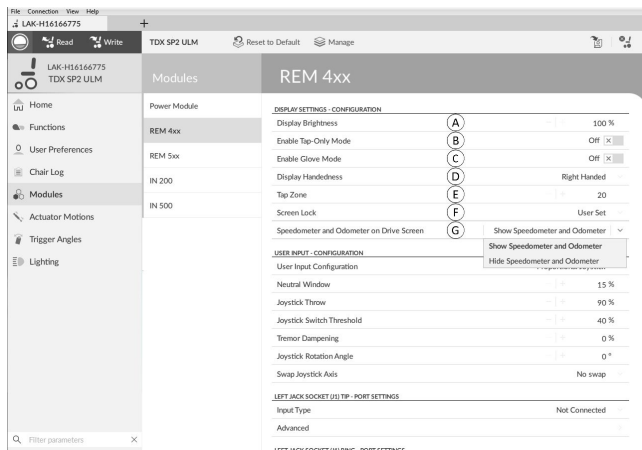 File Connection View Help
LAK-H16166775 +
Read Write TDX SP2 ULM Reset to Default Manage
LAK-H16166775
TDX SP2 ULM
Home
Functions
User Preferences
Chair Log
Modules
Actuator Motions
Trigger Angles
Lighting
Filter parameters ×
Modules
Power Module
REM 4xx
REM 5xx
IN 200
IN 500
REM 4xx
DISPLAY SETTINGS - CONFIGURATION
Display Brightness A 100 %
Enable Tap-Only Mode B Off ×
Enable Glove Mode C Off ×
Display Handedness D Right Handed
Tap Zone E + 20
Screen Lock F User Set
Speedometer and Odometer on Drive Screen G Show Speedometer and Odometer
Show Speedometer and Odometer
Hide Speedometer and Odometer
USER INPUT - CONFIGURATION
User Input Configuration
Neutral Window - + 15 %
Joystick Throw - + 90 %
Joystick Switch Threshold - + 40 %
Tremor Dampening - + 0 %
Joystick Rotation Angle - + 0 °
Swap Joystick Axis No swap
LEFT JACK SOCKET (J1) TIP - PORT SETTINGS
Input Type Not Connected
Advanced